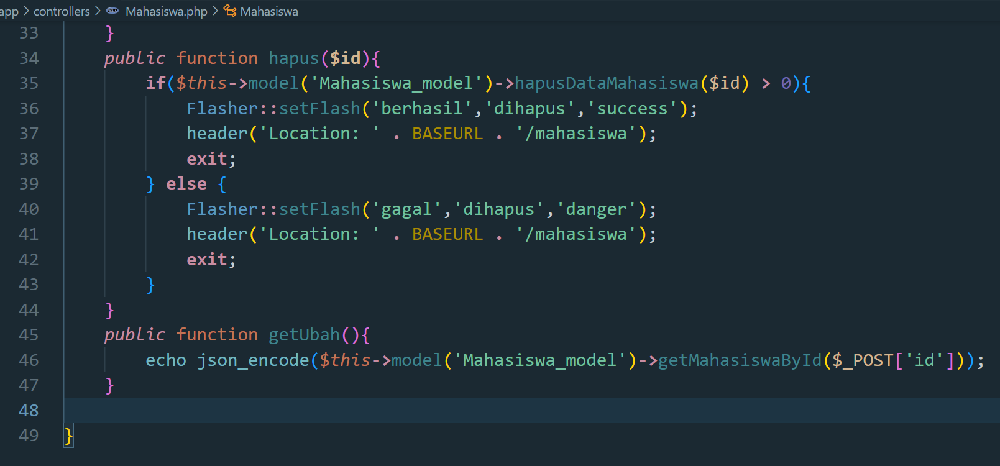 app > controllers > php Mahasiswa.php > Mahasiswa
33 }
34 public function hapus($id){
35 if($this->model('Mahasiswa_model')->hapusDataMahasiswa($id) > 0){
36 Flasher::setFlash('berhasil','dihapus','success');
37 header('Location: ' . BASEURL . '/mahasiswa');
38 exit;
39 } else {
40 Flasher::setFlash('gagal','dihapus','danger');
41 header('Location: ' . BASEURL . '/mahasiswa');
42 exit;
43 }
44 }
45 public function getUbah(){
46 echo json_encode($this->model('Mahasiswa_model')->getMahasiswaById($_POST['id']));
47 }
48
49 }